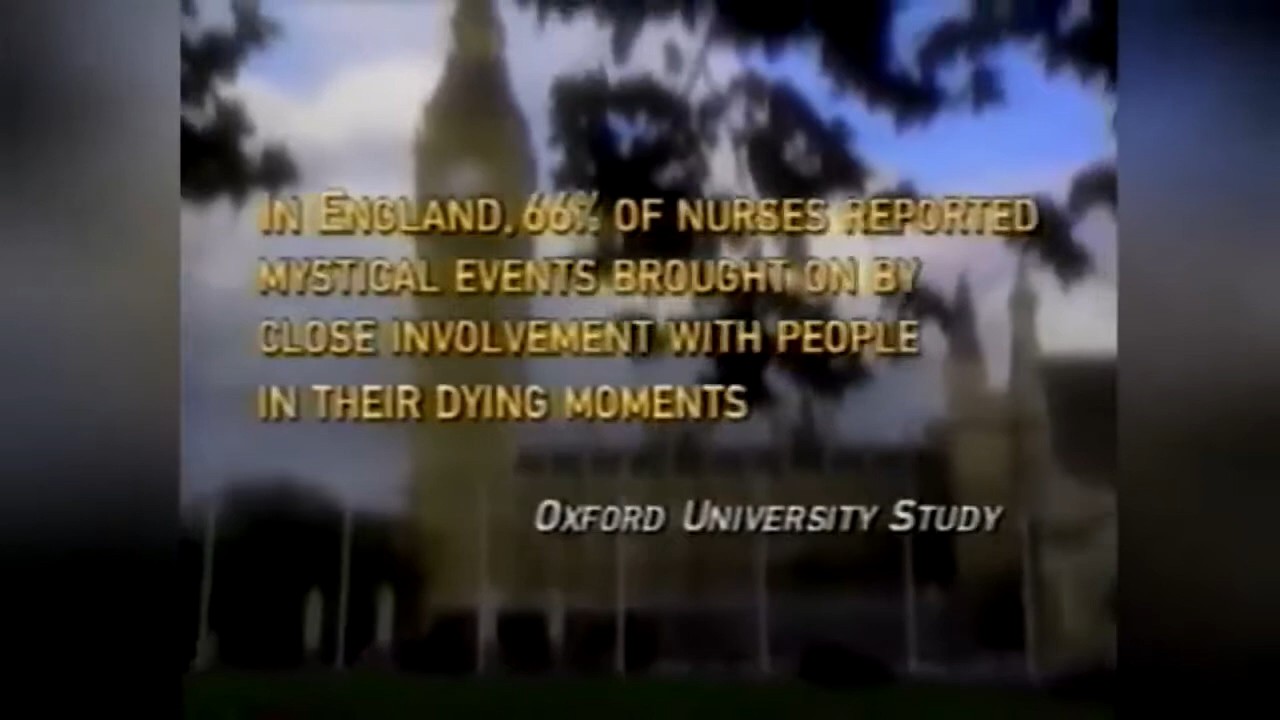 IN ENGLAND, 66% OF NURSES REPORTED
MYSTICAL EVENTS BROUGHT ON BY
CLOSE INVOLVEMENT WITH PEOPLE
IN THEIR DYING MOMENTS
OXFORD UNIVERSITY STUDY